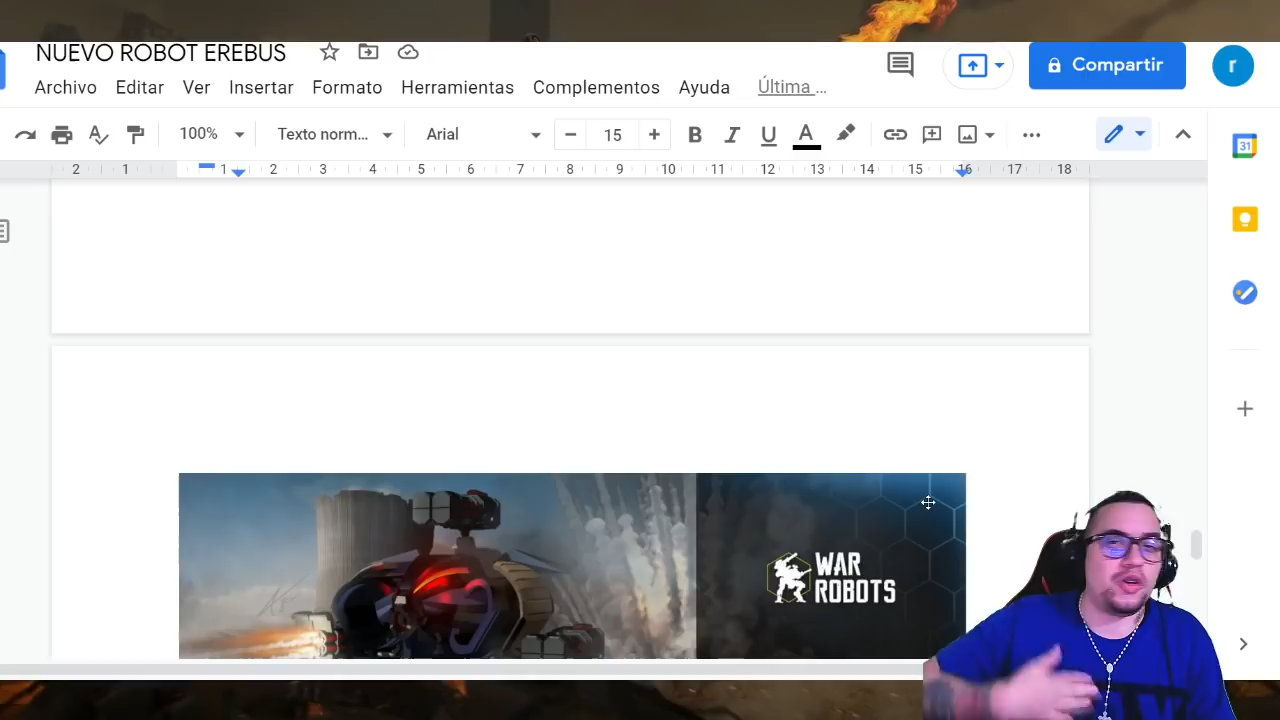 NUEVO ROBOT EREBUS
Compartir
r
Archivo Editar Ver Insertar Formato Herramientas Complementos Ayuda Última ...
100% Texto norm... Arial 15 B I U A
31
2 1 1 2 3 4 5 6 7 8 9 10 11 12 13 14 15 16 17 18
WAR
ROBOTS